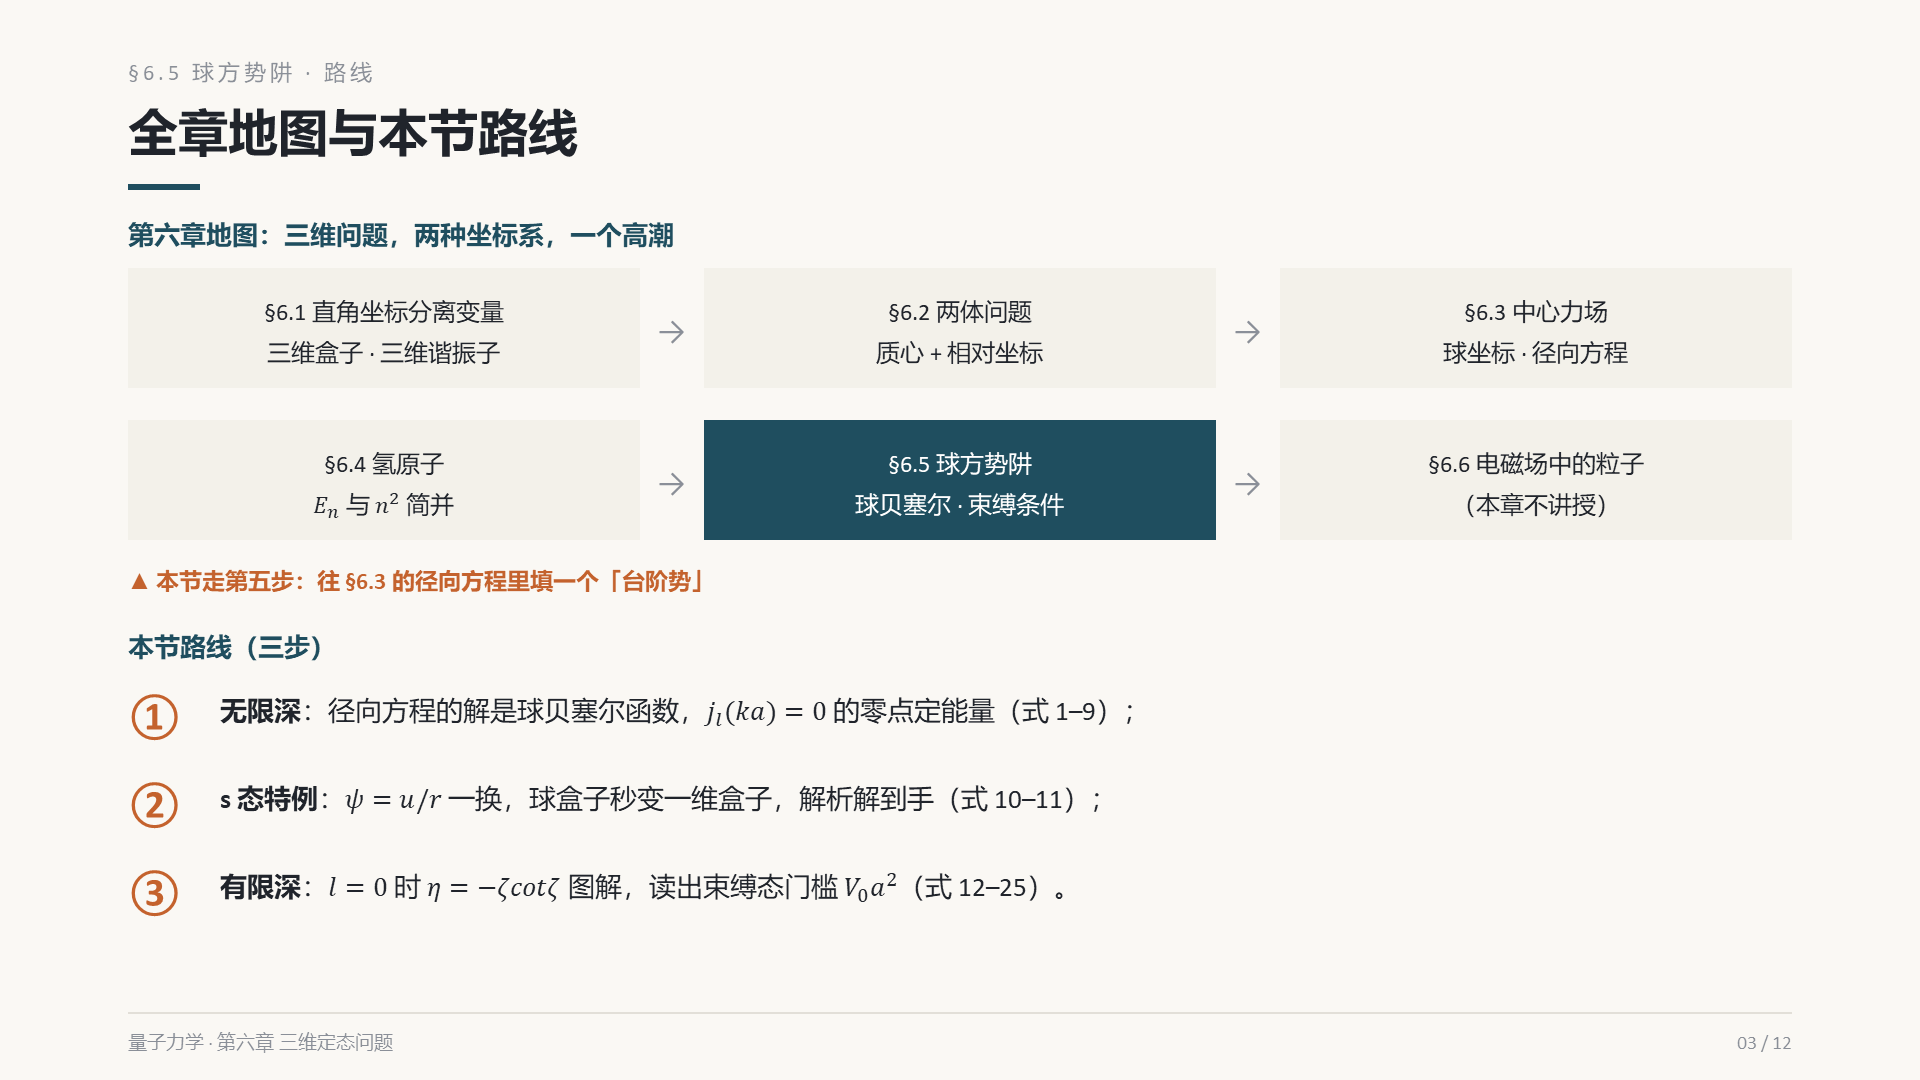 §6.5 球方势阱 · 路线
全章地图与本节路线
第六章地图：三维问题，两种坐标系，一个高潮
§6.1 直角坐标分离变量
三维盒子 · 三维谐振子
→
§6.2 两体问题
质心 + 相对坐标
→
§6.3 中心力场
球坐标 · 径向方程
§6.4 氢原子
Eₙ 与 n² 简并
→
§6.5 球方势阱
球贝塞尔 · 束缚条件
→
§6.6 电磁场中的粒子
（本章不讲授）
▲ 本节走第五步：往 §6.3 的径向方程里填一个「台阶势」
本节路线（三步）
① 无限深：径向方程的解是球贝塞尔函数，jₗ(ka) = 0 的零点定能量（式 1–9）；
② s 态特例：ψ = u/r 一换，球盒子秒变一维盒子，解析解到手（式 10–11）；
③ 有限深：l = 0 时 η = −ζcotζ 图解，读出束缚态门槛 V₀a²（式 12–25）。
量子力学 · 第六章 三维定态问题
03 / 12